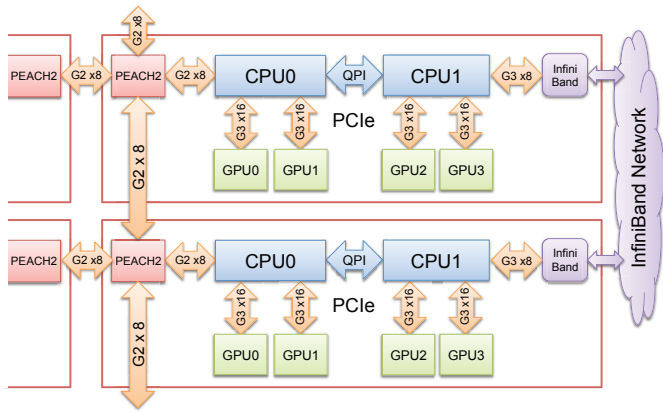 G2 x8
PEACH2
G2 x8
PEACH2
G2 x8
CPU0
QPI
CPU1
G3 x8
Infini
Band
G3 x16
G3 x16
PCIe
G3 x16
G3 x16
GPU0
GPU1
GPU2
GPU3
G2 x 8
InfiniBand Network
PEACH2
G2 x8
PEACH2
G2 x8
CPU0
QPI
CPU1
G3 x8
Infini
Band
G3 x16
G3 x16
PCIe
G3 x16
G3 x16
GPU0
GPU1
GPU2
GPU3
G2 x 8